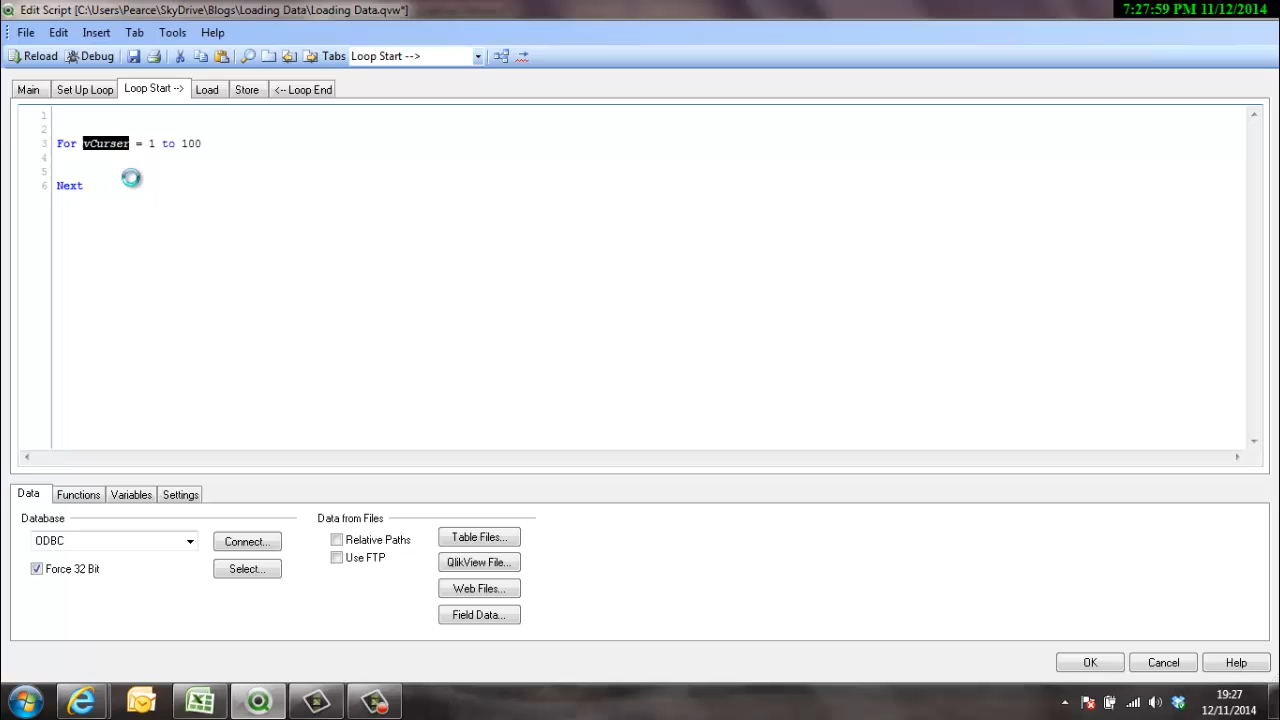 Edit Script [C:\Users\Pearce\SkyDrive\Blogs\Loading Data\Loading Data.qvw*]
7:27:59 PM 11/12/2014
File Edit Insert Tab Tools Help
Reload Debug Tabs Loop Start -->
Main Set Up Loop Loop Start --> Load Store <-- Loop End
1
2
3 For vCurser = 1 to 100
4
5
6 Next
Data Functions Variables Settings
Database
ODBC
Connect...
Force 32 Bit
Select...
Data from Files
Relative Paths
Use FTP
Table Files...
QlikView File...
Web Files...
Field Data...
OK Cancel Help
19:27
12/11/2014